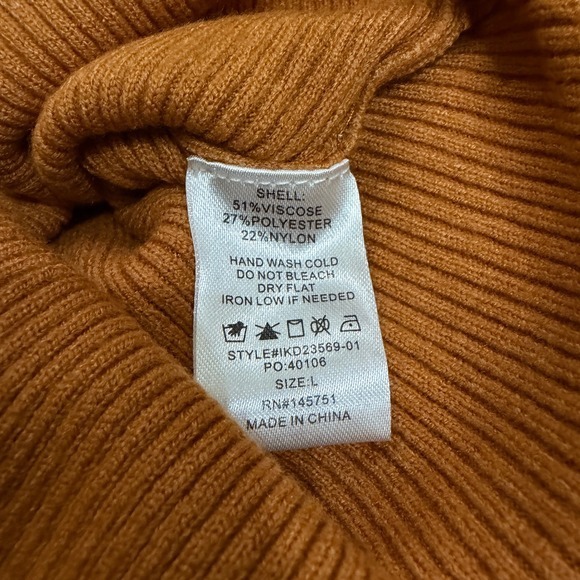 SHELL:
51%VISCOSE
27%POLYESTER
22%NYLON
HAND WASH COLD
DO NOT BLEACH
DRY FLAT
IRON LOW IF NEEDED
STYLE#IKD23569-01
PO:40106
SIZE:L
RN#145751
MADE IN CHINA